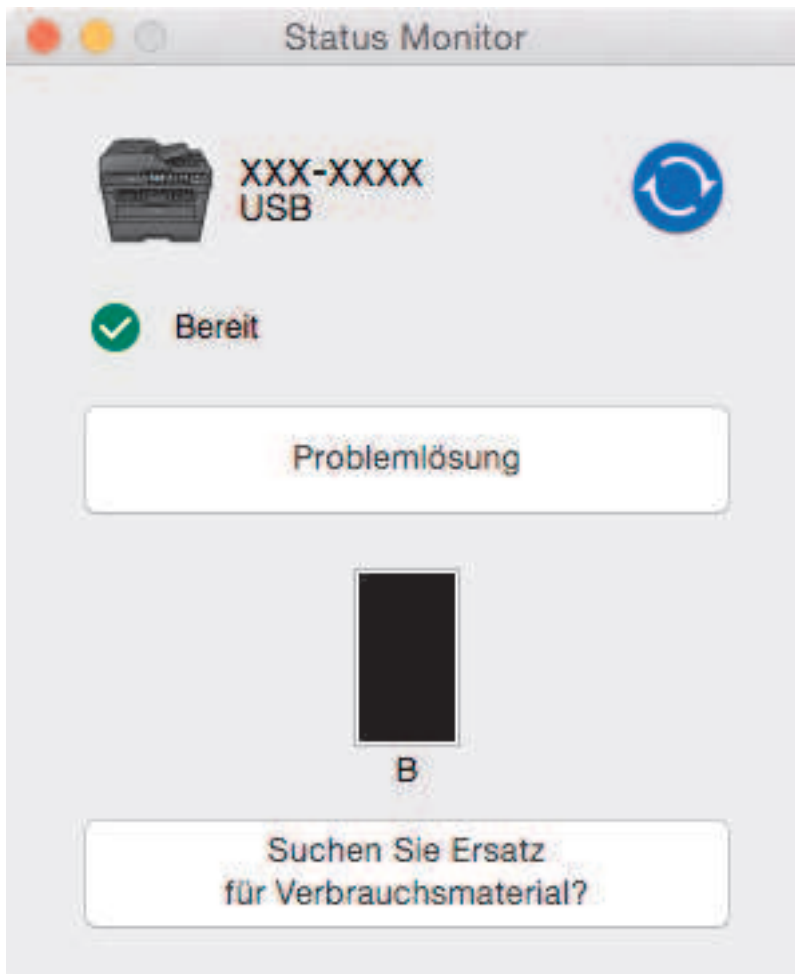 Status Monitor
XXX-XXXX
USB
Bereit
Problemlösung
B
Suchen Sie Ersatz
für Verbrauchsmaterial?